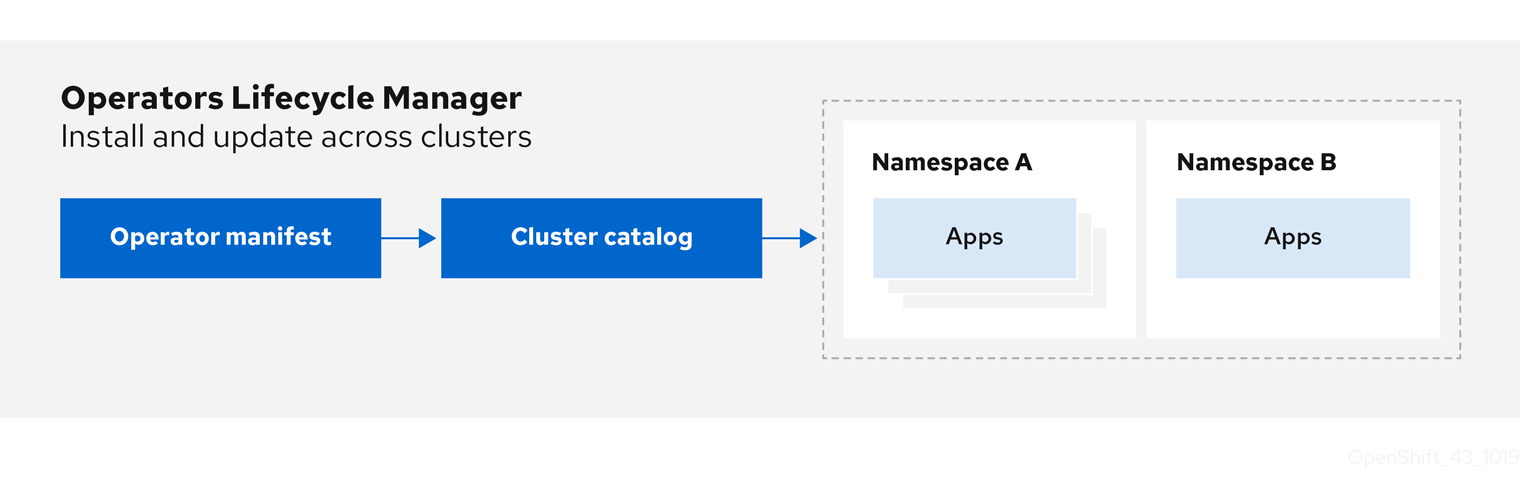 Operators Lifecycle Manager
Install and update across clusters
Operator manifest
Cluster catalog
Namespace A
Apps
Namespace B
Apps
OpenShift_43_1019